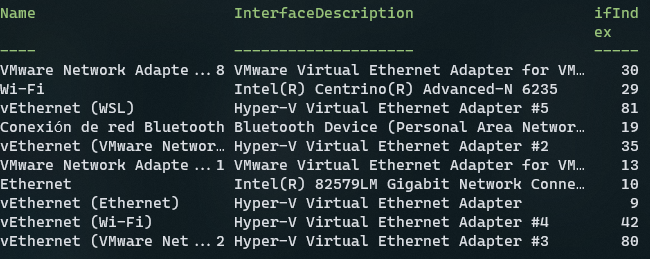 Name InterfaceDescription ifInd
ex
---- -------------------- -----
VMware Network Adapte...8 VMware Virtual Ethernet Adapter for VM… 30
Wi-Fi Intel(R) Centrino(R) Advanced-N 6235 29
vEthernet (WSL) Hyper-V Virtual Ethernet Adapter #5 81
Conexión de red Bluetooth Bluetooth Device (Personal Area Networ… 19
vEthernet (VMware Networ… Hyper-V Virtual Ethernet Adapter #2 35
VMware Network Adapte...1 VMware Virtual Ethernet Adapter for VM… 13
Ethernet Intel(R) 82579LM Gigabit Network Conne… 10
vEthernet (Ethernet) Hyper-V Virtual Ethernet Adapter 9
vEthernet (Wi-Fi) Hyper-V Virtual Ethernet Adapter #4 42
vEthernet (VMware Net...2 Hyper-V Virtual Ethernet Adapter #3 80